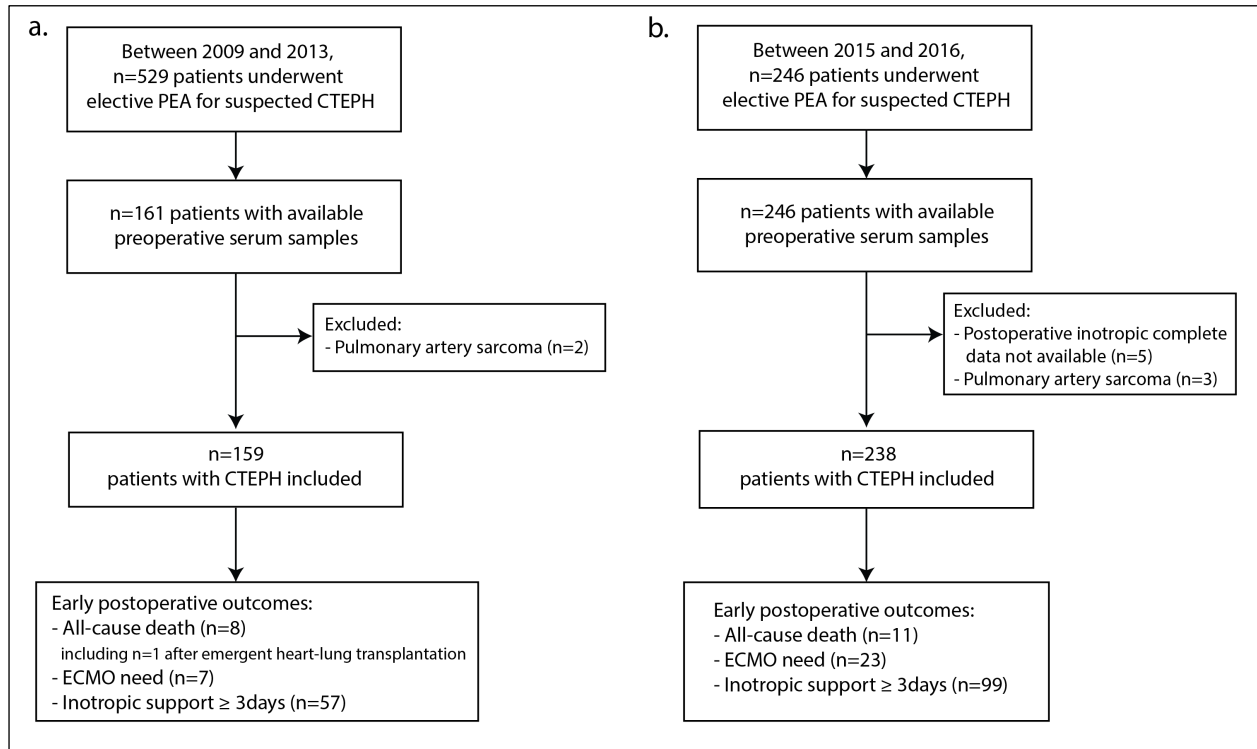 a.
Between 2009 and 2013,
n=529 patients underwent
elective PEA for suspected CTEPH
n=161 patients with available
preoperative serum samples
Excluded:
- Pulmonary artery sarcoma (n=2)
n=159
patients with CTEPH included
Early postoperative outcomes:
- All-cause death (n=8)
including n=1 after emergent heart-lung transplantation
- ECMO need (n=7)
- Inotropic support ≥ 3days (n=57)
b.
Between 2015 and 2016,
n=246 patients underwent
elective PEA for suspected CTEPH
n=246 patients with available
preoperative serum samples
Excluded:
- Postoperative inotropic complete
data not available (n=5)
- Pulmonary artery sarcoma (n=3)
n=238
patients with CTEPH included
Early postoperative outcomes:
- All-cause death (n=11)
- ECMO need (n=23)
- Inotropic support ≥ 3days (n=99)